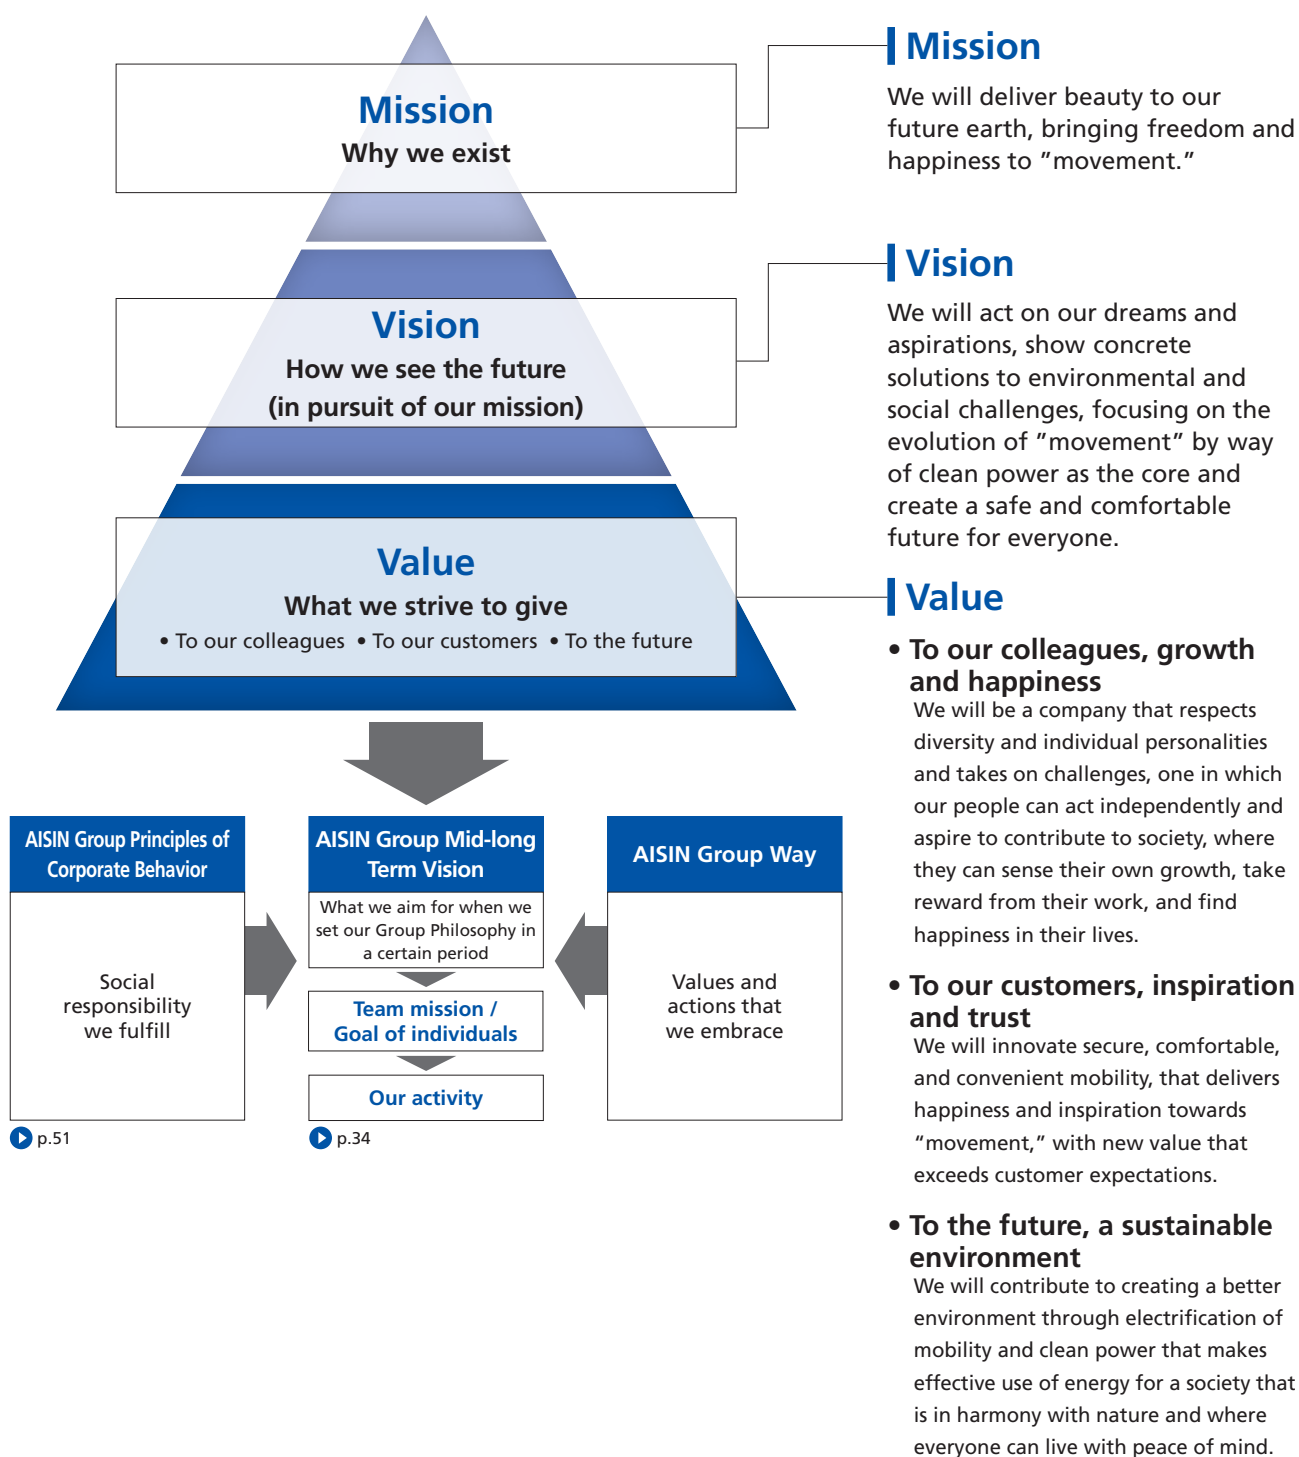 Mission
Why we exist
Vision
How we see the future
(in pursuit of our mission)
Value
What we strive to give
• To our colleagues • To our customers • To the future
AISIN Group Principles of
Corporate Behavior
Social
responsibility
we fulfill
p.51
AISIN Group Mid-long
Term Vision
What we aim for when we
set our Group Philosophy in
a certain period
Team mission /
Goal of individuals
Our activity
p.34
AISIN Group Way
Values and
actions that
we embrace
Mission
We will deliver beauty to our
future earth, bringing freedom and
happiness to ”movement.”
Vision
We will act on our dreams and
aspirations, show concrete
solutions to environmental and
social challenges, focusing on the
evolution of ”movement” by way
of clean power as the core and
create a safe and comfortable
future for everyone.
Value
• To our colleagues, growth
and happiness
We will be a company that respects
diversity and individual personalities
and takes on challenges, one in which
our people can act independently and
aspire to contribute to society, where
they can sense their own growth, take
reward from their work, and find
happiness in their lives.
• To our customers, inspiration
and trust
We will innovate secure, comfortable,
and convenient mobility, that delivers
happiness and inspiration towards
“movement,” with new value that
exceeds customer expectations.
• To the future, a sustainable
environment
We will contribute to creating a better
environment through electrification of
mobility and clean power that makes
effective use of energy for a society that
is in harmony with nature and where
everyone can live with peace of mind.